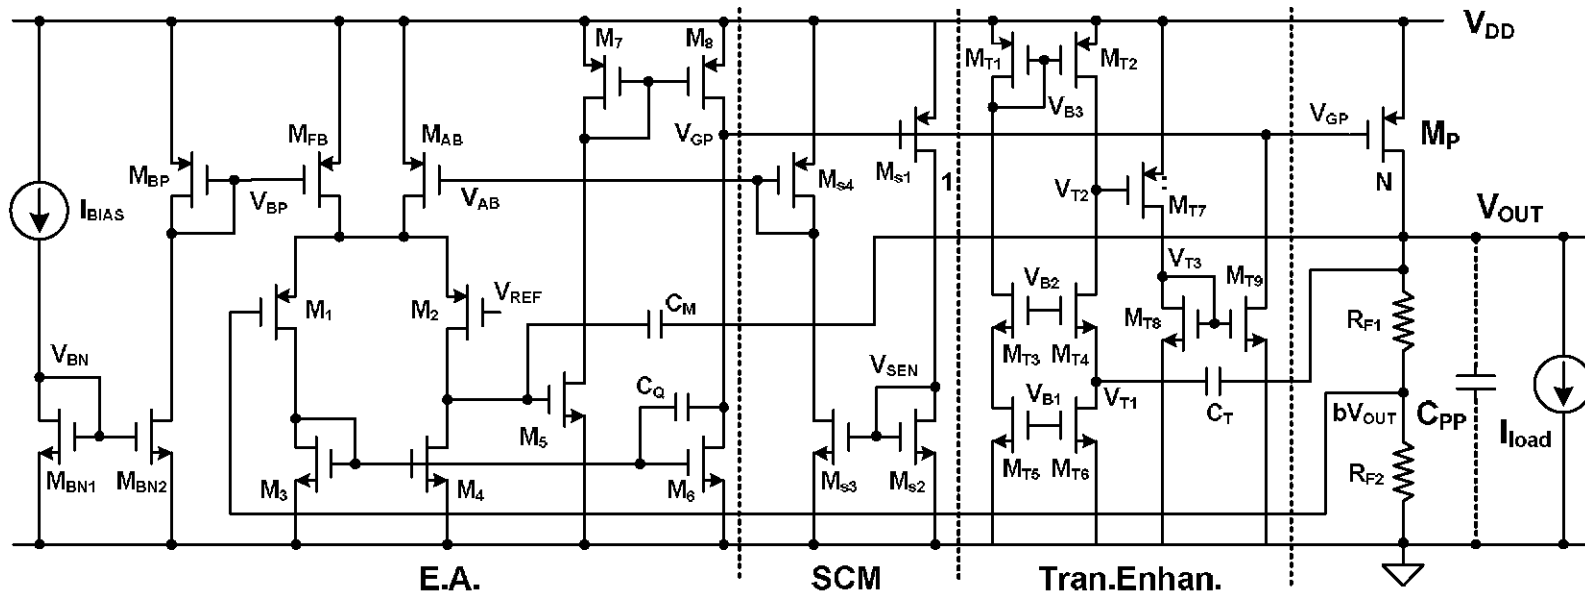 M7
M8
VDD
MT1
MT2
VB3
MFB
MAB
VGP
VGP
MP
MBP
Ms4
Ms1
1
N
VBP
VAB
VT2
MT7
IBIAS
VOUT
VT3
MT9
VB2
M1
M2
VREF
CM
MT8
RF1
MT3
MT4
VBN
VSEN
CQ
VB1
VT1
CT
bVOUT
CPP
Iload
M5
MBN1
MBN2
M3
M4
M6
Ms3
Ms2
MT5
MT6
RF2
E.A.
SCM
Tran.Enhan.